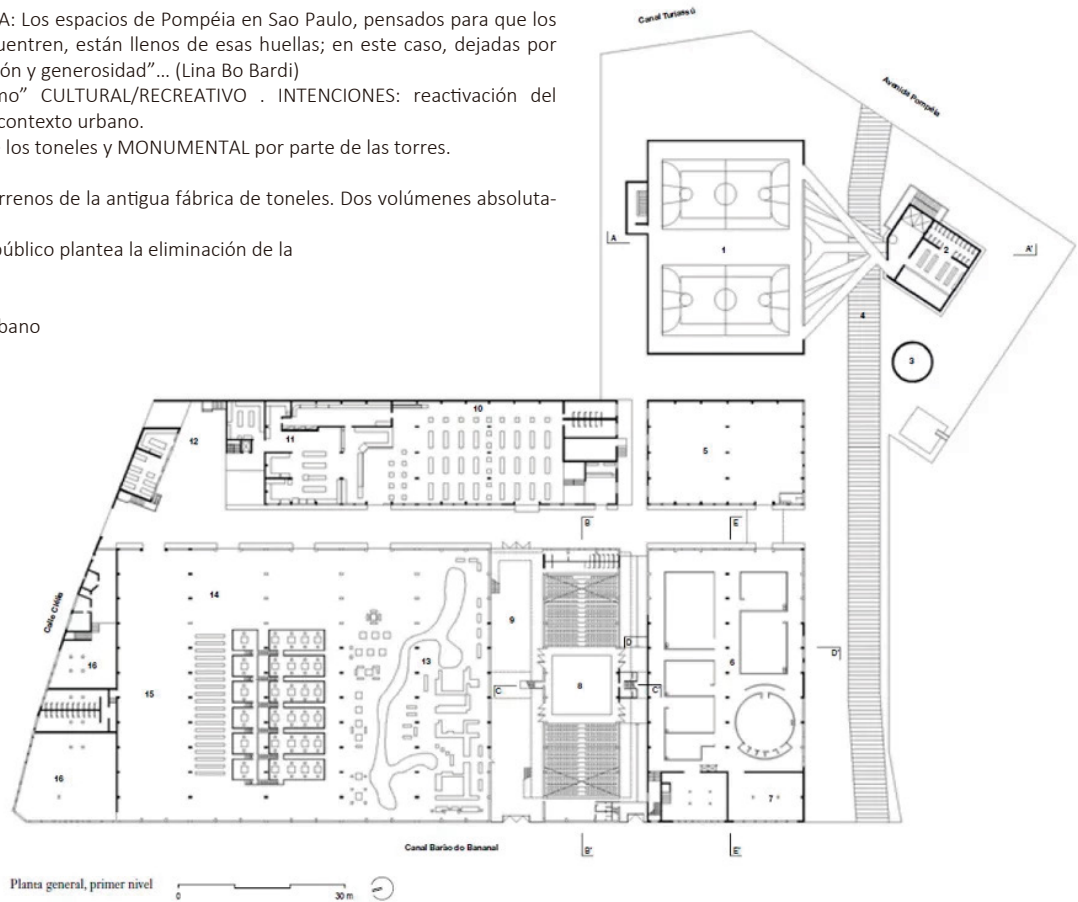 A: Los espacios de Pompéia en Sao Paulo, pensados para que los
uentren, están llenos de esas huellas; en este caso, dejadas por
ón y generosidad”... (Lina Bo Bardi)
mo” CULTURAL/RECREATIVO . INTENCIONES: reactivación del
contexto urbano.
los toneles y MONUMENTAL por parte de las torres.
rrenos de la antigua fábrica de toneles. Dos volúmenes absoluta-
público plantea la eliminación de la
bano
Canal Turiassú
Avenida Pompéia
A
1
2
A'
4
3
10
12
11
5
B
E
14
9
Calle Clélia
D
16
13
6
D'
15
C
8
C'
16
7
Canal Barão do Bananal
B'
E'
Planta general, primer nivel
0
30 m